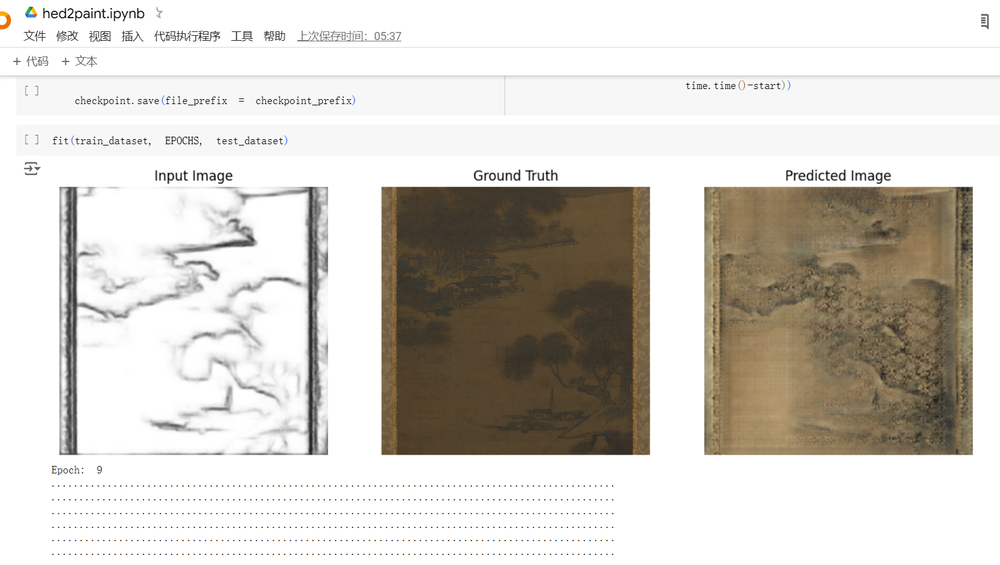 hed2paint.ipynb
文件 修改 视图 插入 代码执行程序 工具 帮助 上次保存时间：05:37
+ 代码 + 文本
time.time()-start))
[ ] checkpoint.save(file_prefix = checkpoint_prefix)
[ ] fit(train_dataset, EPOCHS, test_dataset)
Input Image Ground Truth Predicted Image
Epoch: 9
....................................................................................................
....................................................................................................
....................................................................................................
....................................................................................................
....................................................................................................
....................................................................................................